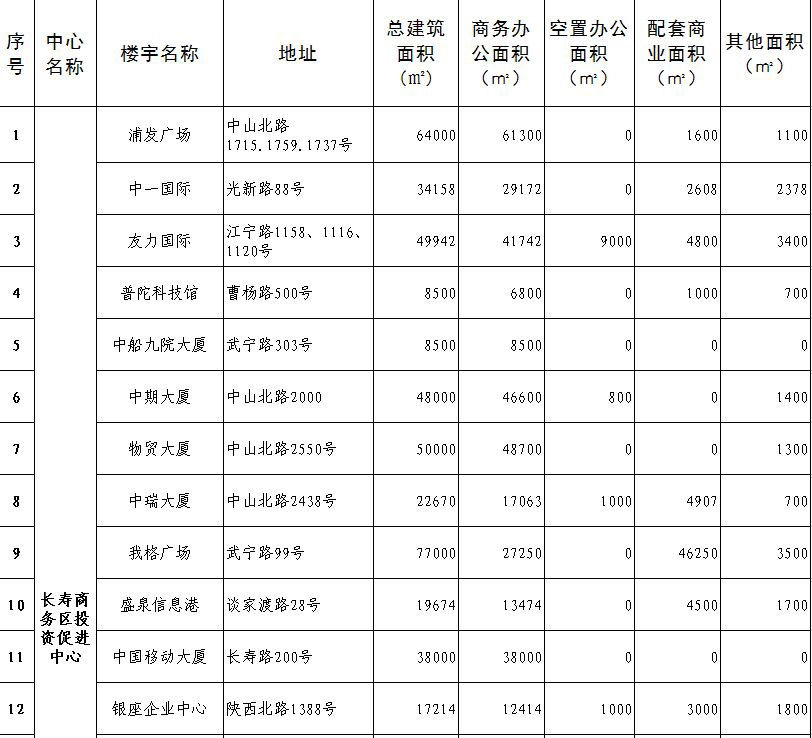 序号 中心名称 楼宇名称 地址 总建筑面积（㎡） 商务办公面积（㎡） 空置办公面积（㎡） 配套商业面积（㎡） 其他面积（㎡）
1 浦发广场 中山北路1715.1759.1737号 64000 61300 0 1600 1100
2 中一国际 光新路88号 34158 29172 0 2608 2378
3 友力国际 江宁路1158、1116、1120号 49942 41742 9000 4800 3400
4 普陀科技馆 曹杨路500号 8500 6800 0 1000 700
5 中船九院大厦 武宁路303号 8500 8500 0 0 0
6 中期大厦 中山北路2000 48000 46600 800 0 1400
7 物贸大厦 中山北路2550号 50000 48700 0 0 1300
8 中瑞大厦 中山北路2438号 22670 17063 1000 4907 700
9 我格广场 武宁路99号 77000 27250 0 46250 3500
10 长寿商务区投资促进中心 盛泉信息港 谈家渡路28号 19674 13474 0 4500 1700
11 中国移动大厦 长寿路200号 38000 38000 0 0 0
12 银座企业中心 陕西北路1388号 17214 12414 1000 3000 1800